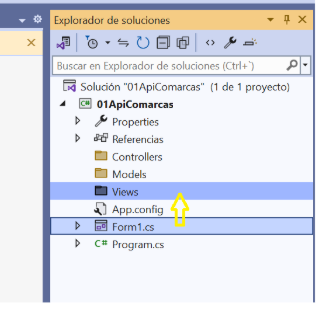 Explorador de soluciones
Buscar en Explorador de soluciones (Ctrl+`)
Solución "01ApiComarcas" (1 de 1 proyecto)
C# 01ApiComarcas
Properties
Referencias
Controllers
Models
Views
App.config
Form1.cs
C# Program.cs